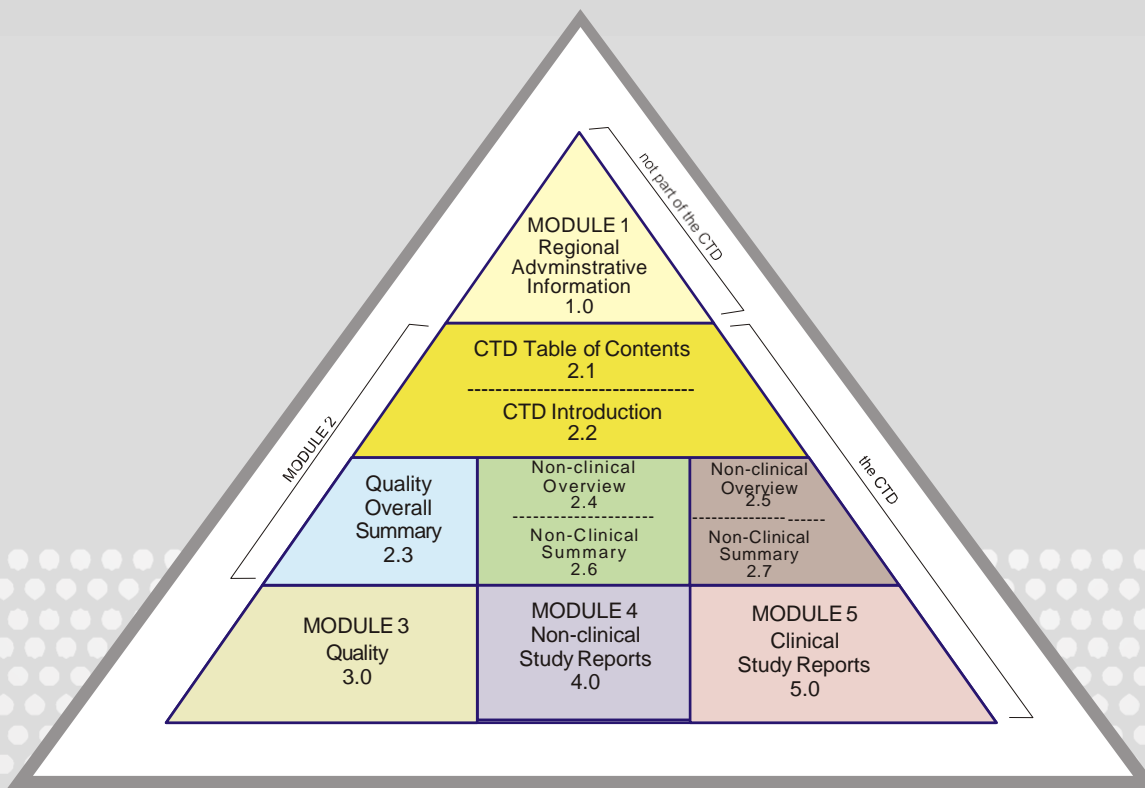 not part of the CTD
MODULE 1
Regional
Advminstrative
Information
1.0
MODULE 2
CTD Table of Contents
2.1
---------------------------------
CTD Introduction
2.2
the CTD
Quality
Overall
Summary
2.3
Non-clinical
Overview
2.4
--------------------
Non-Clinical
Summary
2.6
Non-clinical
Overyiew
2.5
--------------------
Non-Clinical
Summary
2.7
MODULE 3
Quality
3.0
MODULE 4
Non-clinical
Study Reports
4.0
MODULE 5
Clinical
Study Reports
5.0